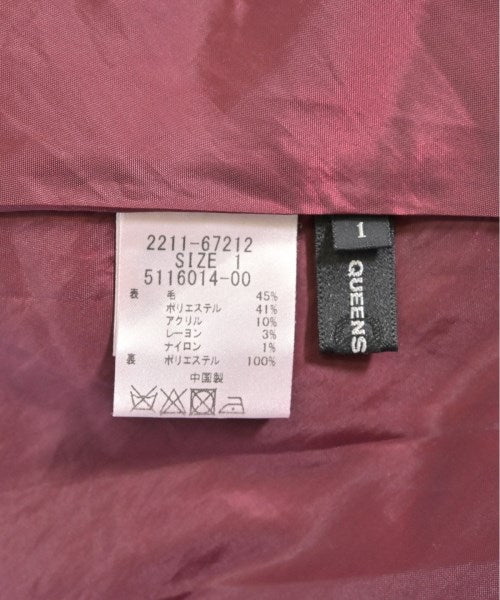 2211-67212
SIZE 1
5116014-00
表 毛 45%
ポリエステル 41%
アクリル 10%
レーヨン 3%
ナイロン 1%
裏 ポリエステル 100%
中国製
1
QUEENS